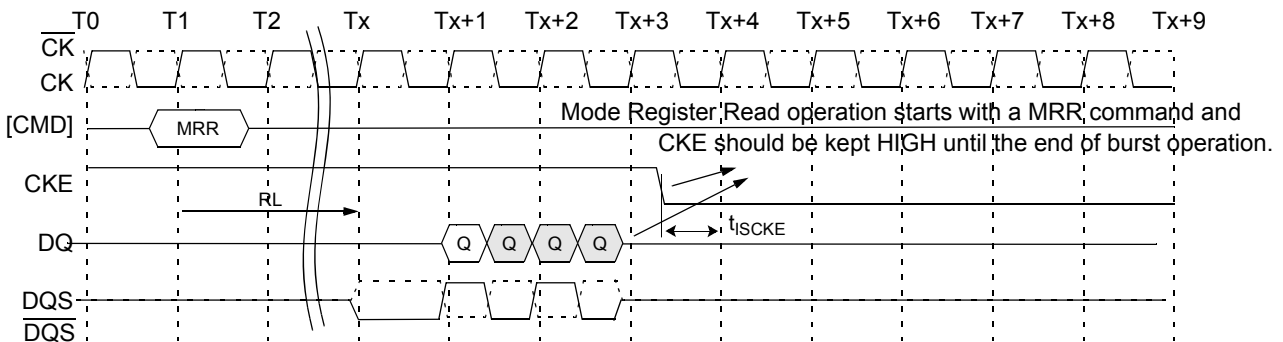 T0 T1 T2 Tx Tx+1 Tx+2 Tx+3 Tx+4 Tx+5 Tx+6 Tx+7 Tx+8 Tx+9
CK
CK
[CMD] MRR
Mode Register Read operation starts with a MRR command and
CKE should be kept HIGH until the end of burst operation.
CKE
RL
tISCKE
DQ Q Q Q Q
DQS
DQS